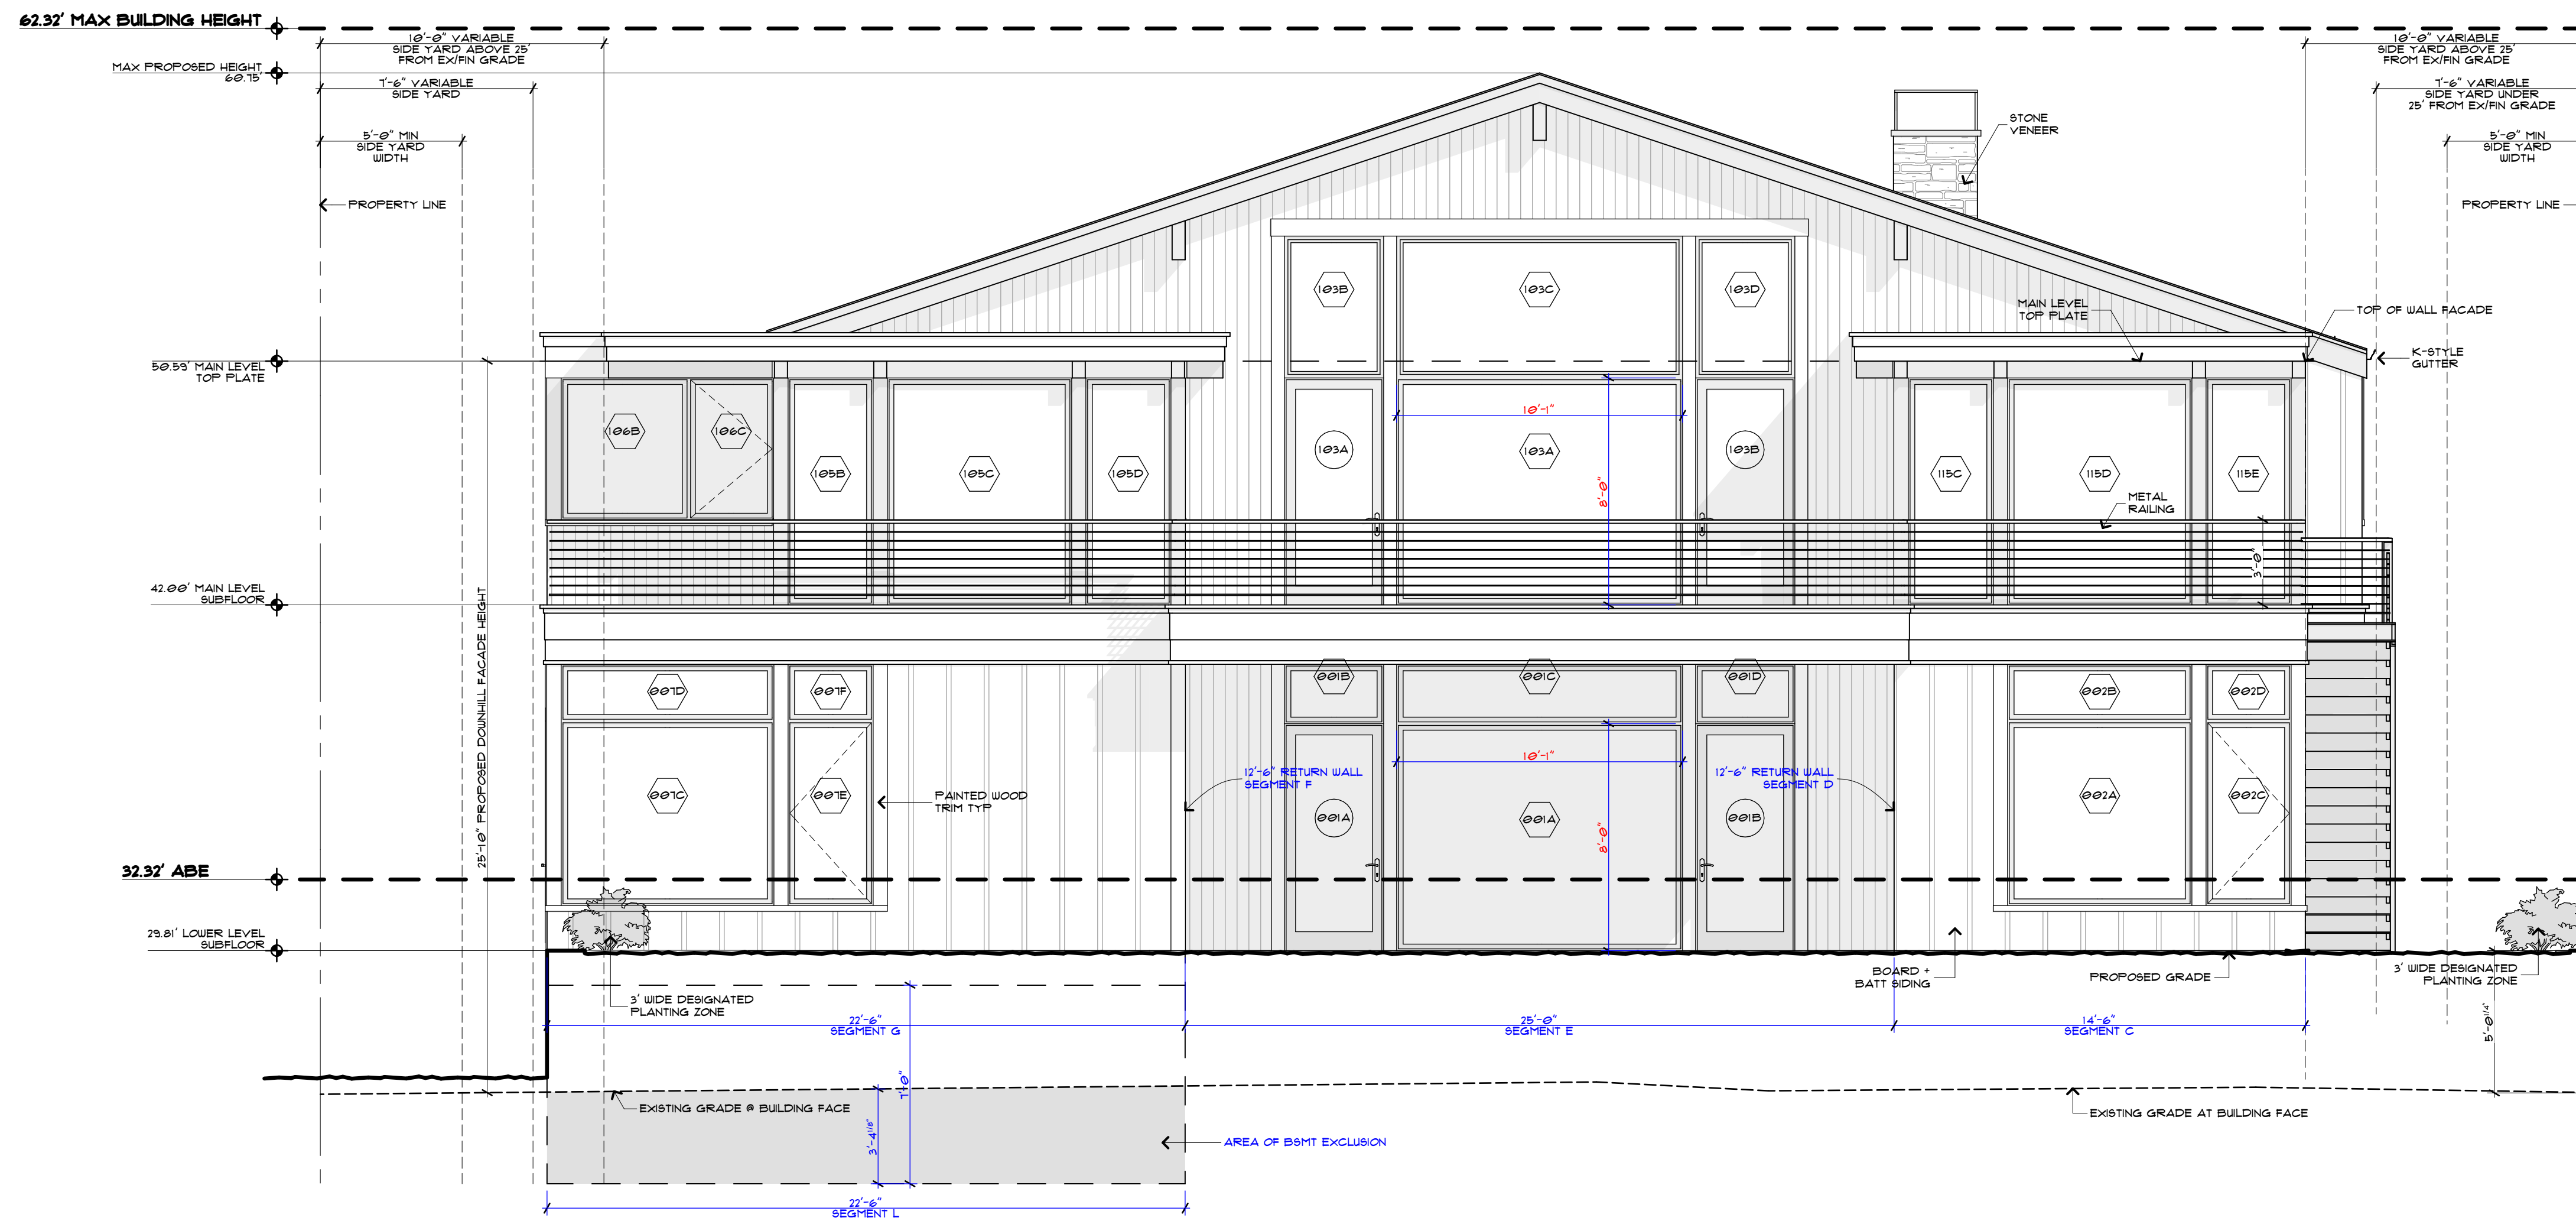 62.32' MAX BUILDING HEIGHT
10'-0" VARIABLE
SIDE YARD ABOVE 25'
FROM EX/FIN GRADE
MAX PROPOSED HEIGHT
60.75'
7'-6" VARIABLE
SIDE YARD
5'-0" MIN
SIDE YARD
WIDTH
PROPERTY LINE
10'-0" VARIABLE
SIDE YARD ABOVE 25'
FROM EX/FIN GRADE
7'-6" VARIABLE
SIDE YARD UNDER
25' FROM EX/FIN GRADE
5'-0" MIN
SIDE YARD
WIDTH
PROPERTY LINE
STONE
VENEER
103B
103C
103D
MAIN LEVEL
TOP PLATE
TOP OF WALL FACADE
K-STYLE
GUTTER
50.59' MAIN LEVEL
TOP PLATE
106B
106C
105B
105C
105D
103A
10'-1"
103A
8'-0"
103B
115C
115D
115E
METAL
RAILING
3'-0"
42.00' MAIN LEVEL
SUBFLOOR
25'-10" PROPOSED DOWNHILL FACADE HEIGHT
007D
007F
001B
001C
001D
002B
002D
007C
007E
PAINTED WOOD
TRIM TYP
12'-6" RETURN WALL
SEGMENT F
10'-1"
12'-6" RETURN WALL
SEGMENT D
001A
001A
8'-0"
001B
002A
002C
32.32' ABE
29.81' LOWER LEVEL
SUBFLOOR
3' WIDE DESIGNATED
PLANTING ZONE
BOARD +
BATT SIDING
PROPOSED GRADE
3' WIDE DESIGNATED
PLANTING ZONE
22'-6"
SEGMENT G
25'-0"
SEGMENT E
14'-6"
SEGMENT C
5'-0 1/4"
7'-0"
EXISTING GRADE @ BUILDING FACE
EXISTING GRADE AT BUILDING FACE
3'-4 1/8"
AREA OF BSMT EXCLUSION
22'-6"
SEGMENT L